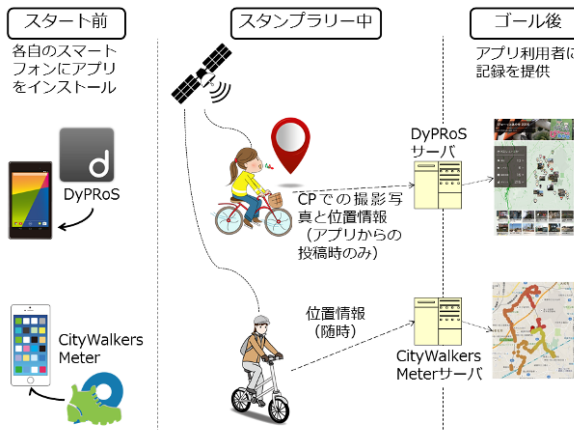 スタート前
スタンプラリー中
ゴール後
各自のスマート
フォンにアプリ
をインストール
d
DyPRoS
CityWalkers
Meter
CPでの撮影写
真と位置情報
(アプリからの
投稿時のみ)
位置情報
(随時)
DyPRoS
サーバ
CityWalkers
Meterサーバ
アプリ利用者に
記録を提供